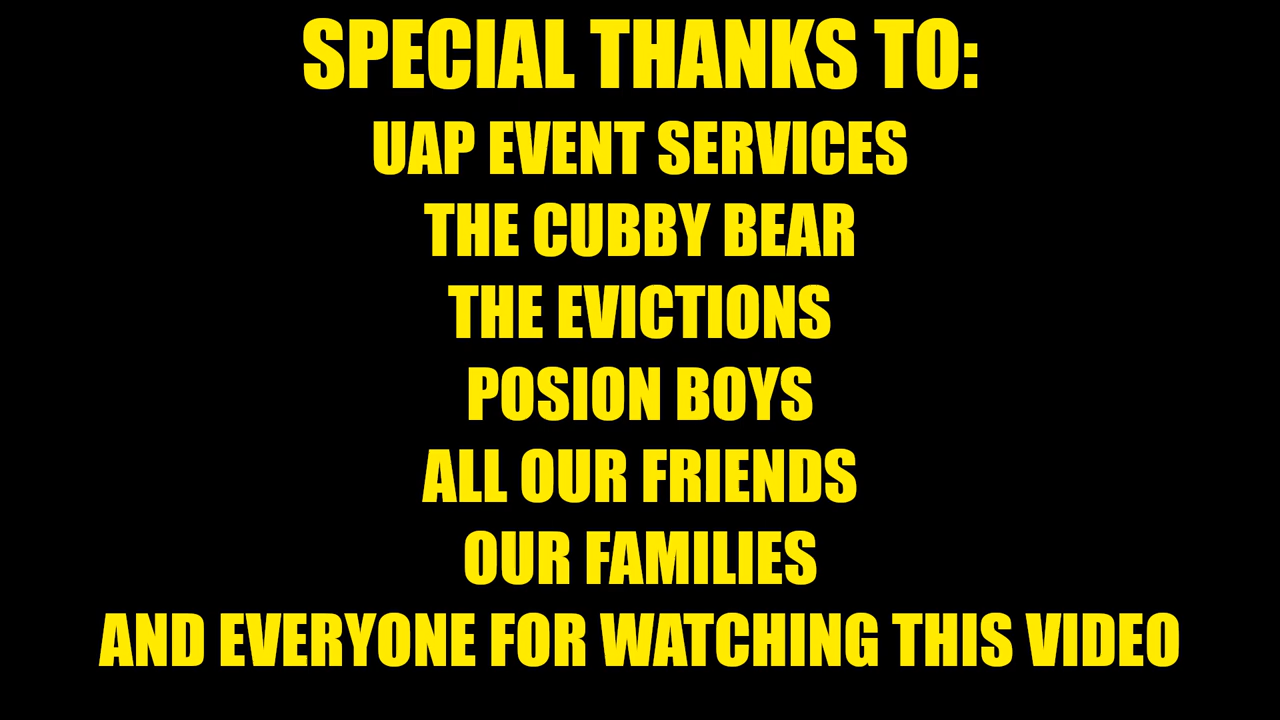 SPECIAL THANKS TO:
UAP EVENT SERVICES
THE CUBBY BEAR
THE EVICTIONS
POSION BOYS
ALL OUR FRIENDS
OUR FAMILIES
AND EVERYONE FOR WATCHING THIS VIDEO